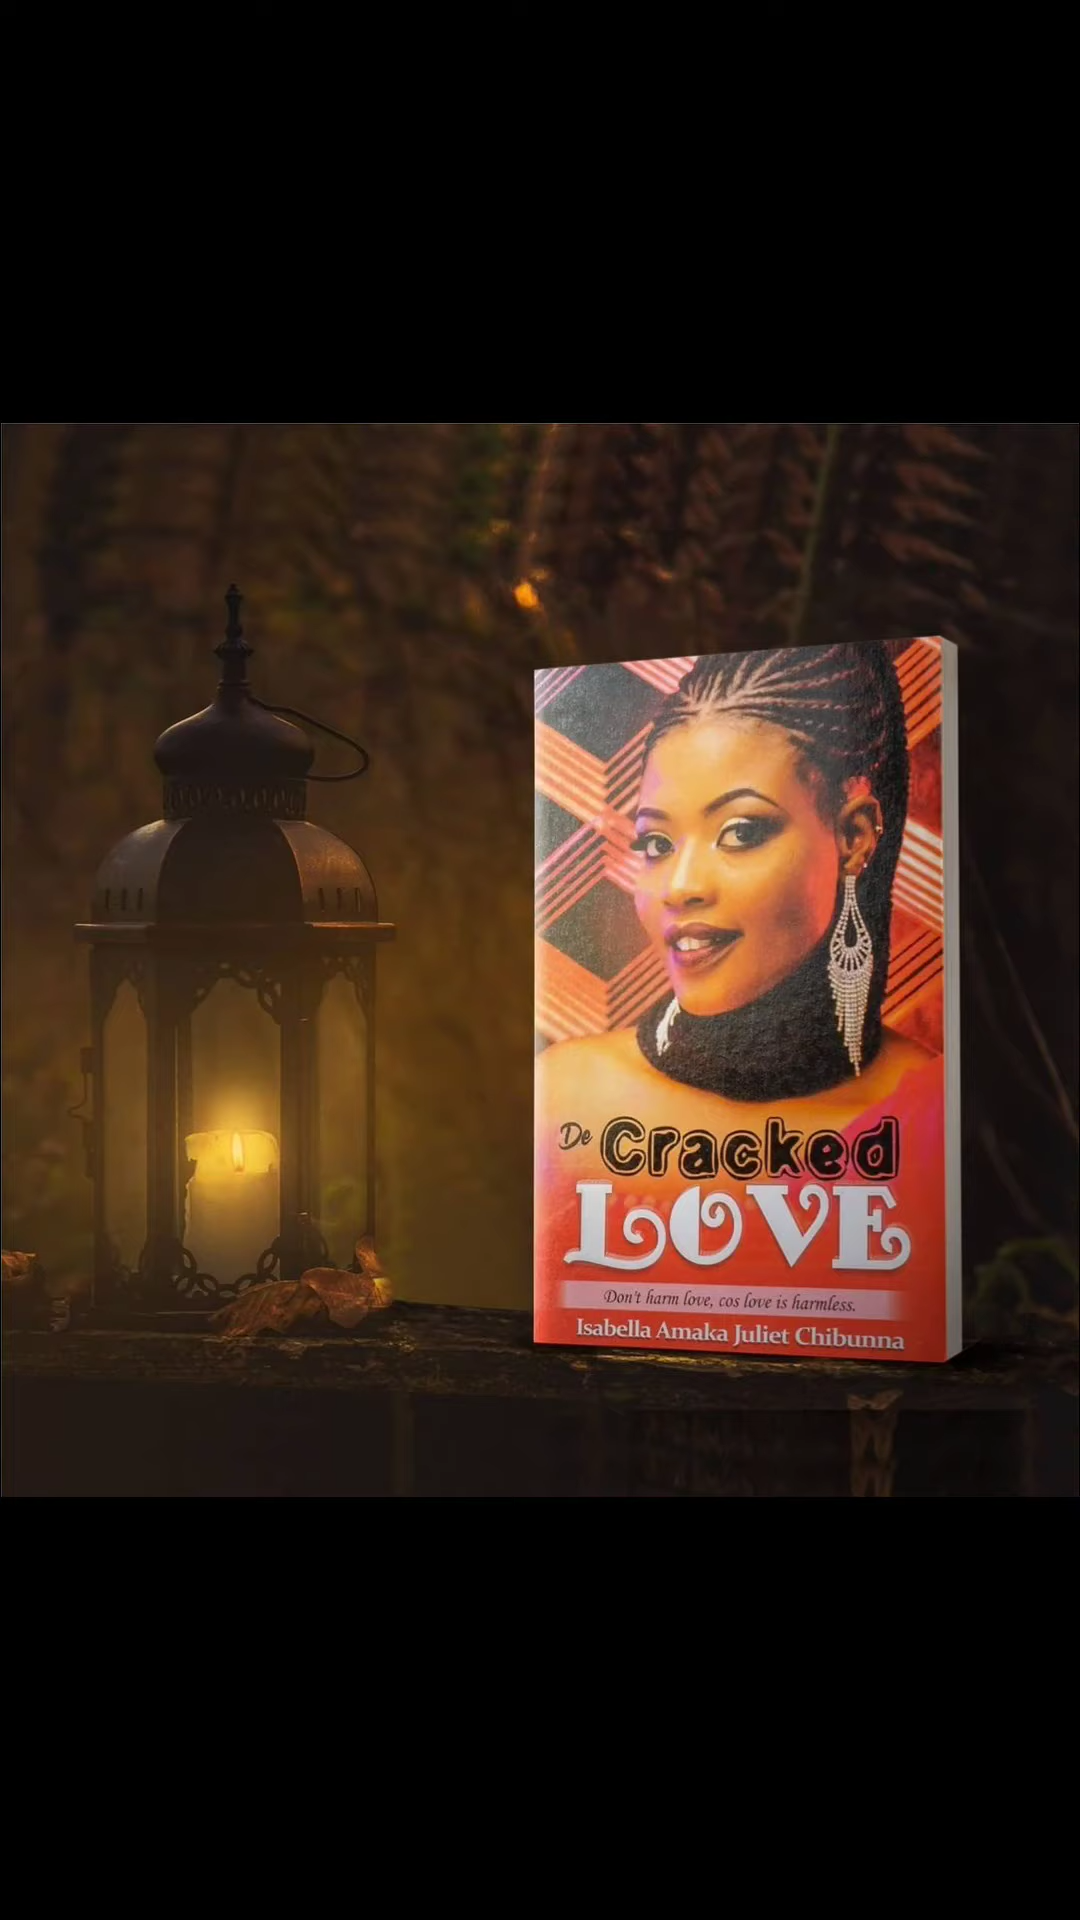 De Cracked
LOVE
Don't harm love, cos love is harmless.
Isabella Amaka Juliet Chibunna